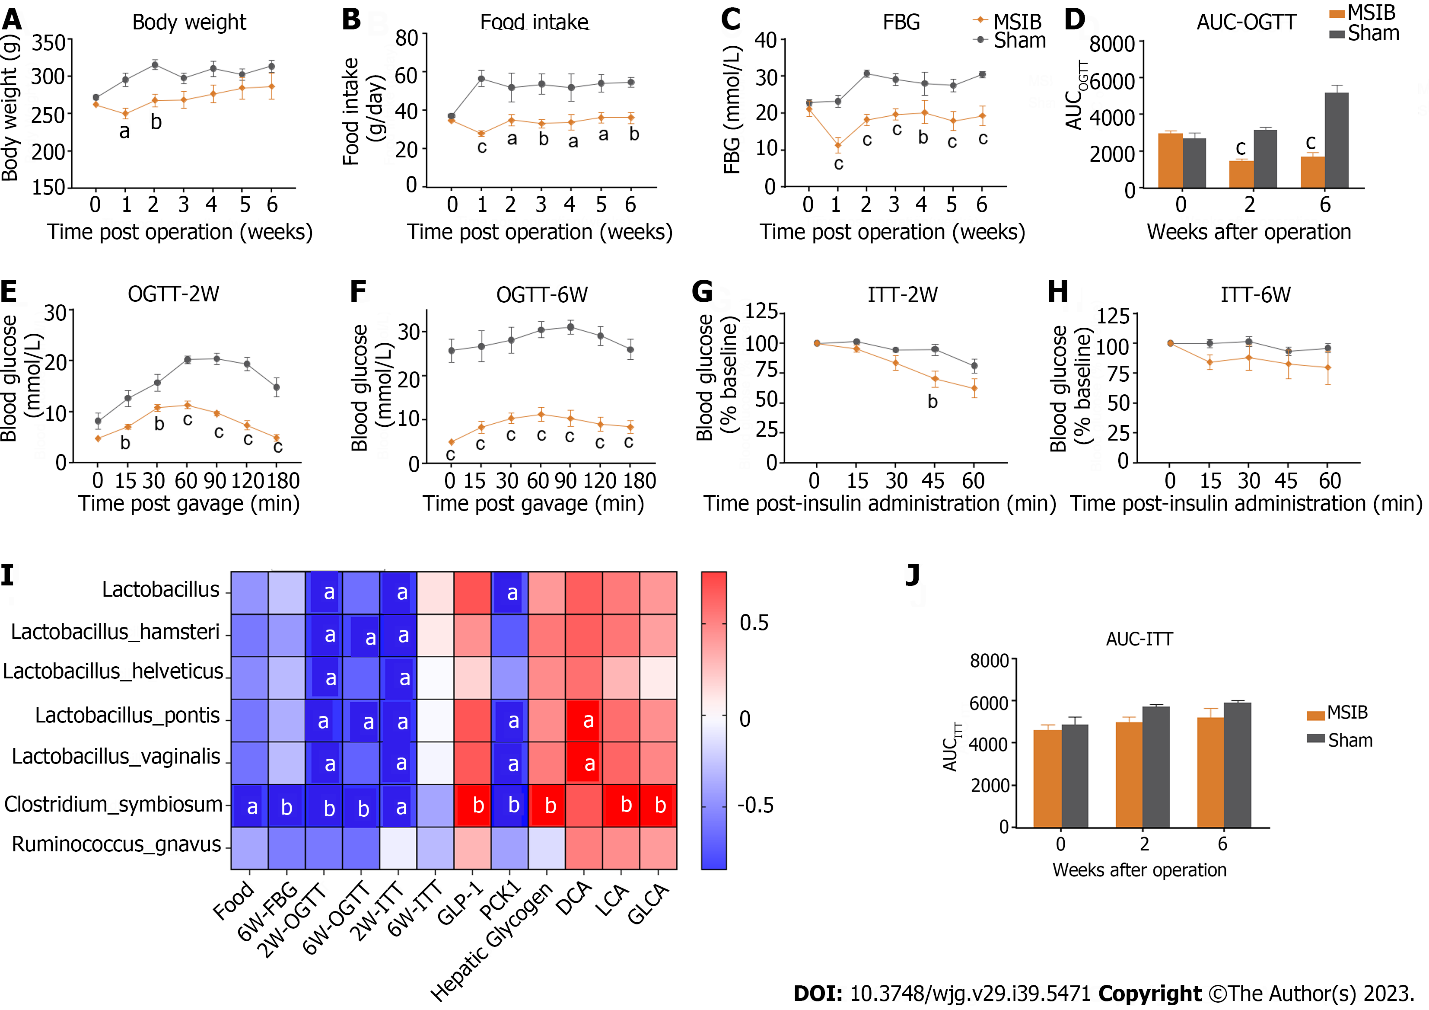 A
Body weight
Body weight (g)
350
300
250
200
150
a
b
0 1 2 3 4 5 6
Time post operation (weeks)
B
Food intake
Food intake
(g/day)
80
60
40
20
0
c
a
b
a
a
b
0 1 2 3 4 5 6
Time post operation (weeks)
C
FBG
MSIB
Sham
FBG (mmol/L)
40
30
20
10
0
c
c
c
b
c
c
0 1 2 3 4 5 6
Time post operation (weeks)
D
AUC-OGTT
MSIB
Sham
AUCOGTT
8000
6000
4000
2000
0
c
c
0 2 6
Weeks after operation
E
OGTT-2W
Blood glucose
(mmol/L)
30
20
10
0
b
b
c
c
c
c
0 15 30 60 90 120 180
Time post gavage (min)
F
OGTT-6W
Blood glucose
(mmol/L)
30
20
10
0
c
c
c
c
c
c
c
0 15 30 60 90 120 180
Time post gavage (min)
G
ITT-2W
Blood glucose
(% baseline)
125
100
75
50
25
0
b
0 15 30 45 60
Time post-insulin administration (min)
H
ITT-6W
Blood glucose
(% baseline)
125
100
75
50
25
0
0 15 30 45 60
Time post-insulin administration (min)
I
Lactobacillus a a a
Lactobacillus_hamsteri a a a
Lactobacillus_helveticus a a
Lactobacillus_pontis a a a a a
Lactobacillus_vaginalis a a a a
Clostridium_symbiosum a b b b a b b b b b
Ruminococcus_gnavus
Food
6W-FBG
2W-OGTT
6W-OGTT
2W-ITT
6W-ITT
GLP-1
PCK1
Hepatic Glycogen
DCA
LCA
GLCA
0.5
0
-0.5
J
AUC-ITT
AUCITT
8000
6000
4000
2000
0
0 2 6
Weeks after operation
MSIB
Sham
DOI: 10.3748/wjg.v29.i39.5471 Copyright ©The Author(s) 2023.